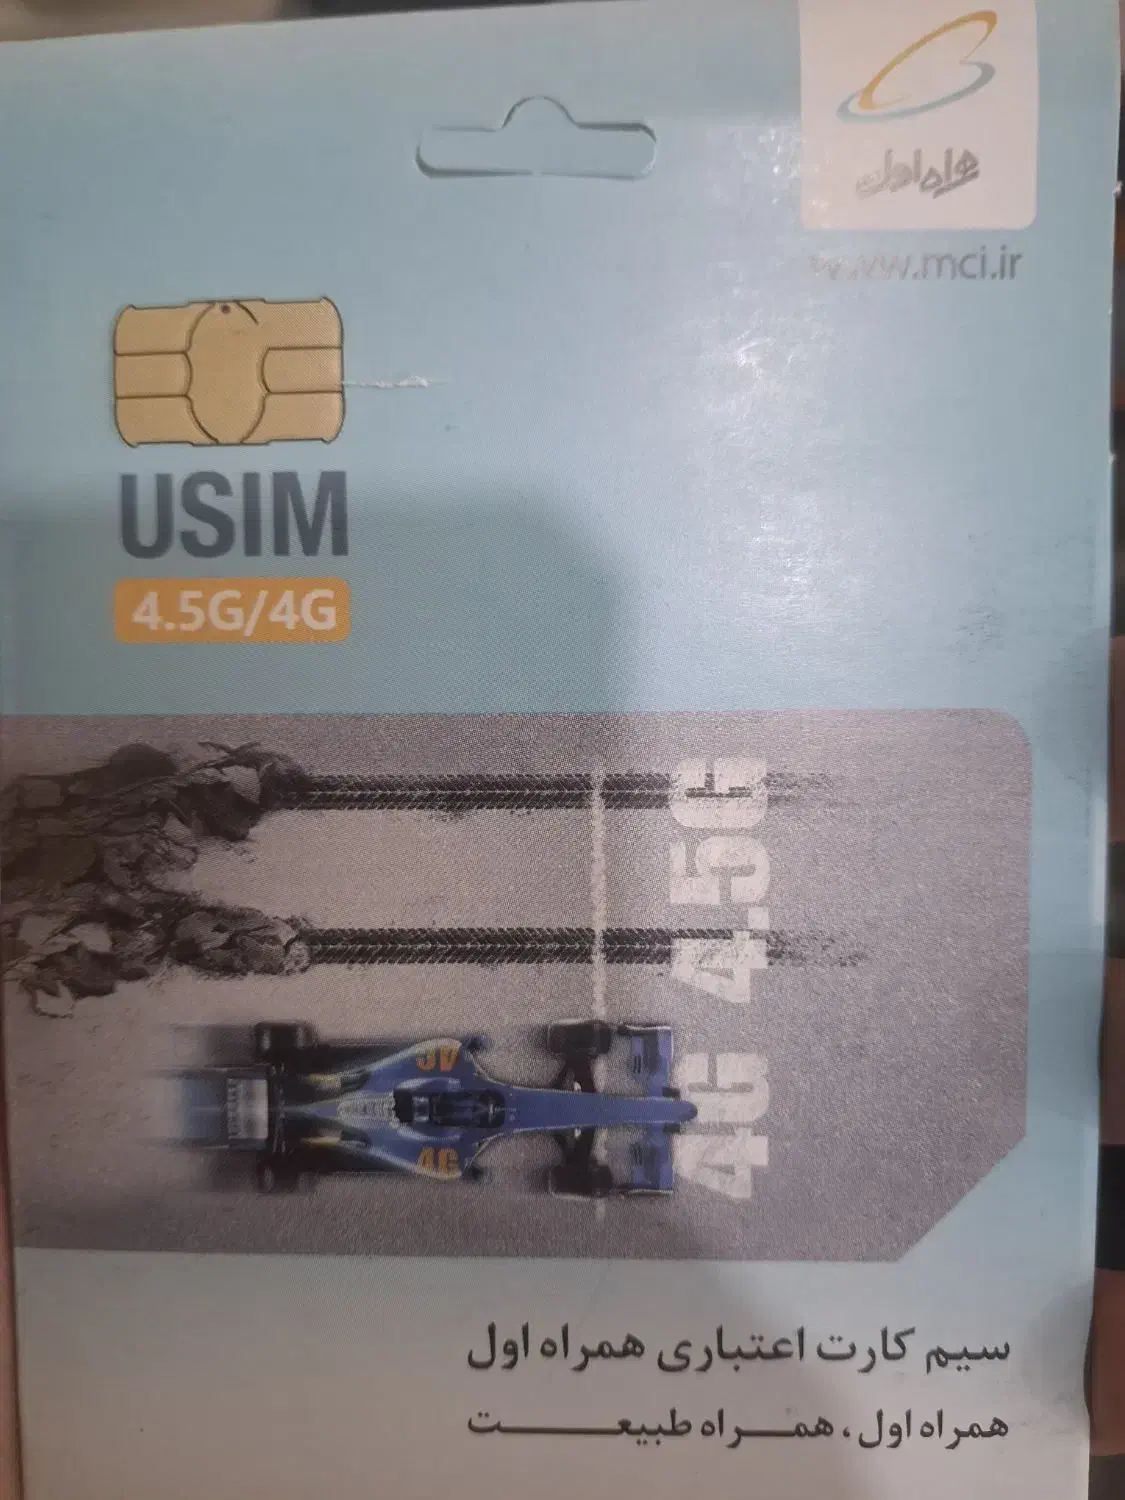 همراه اول
www.mci.ir
USIM
4.5G/4G
4G 4.5G
4G
4G
سیم کارت اعتباری همراه اول
همراه اول، همراه طبیعت